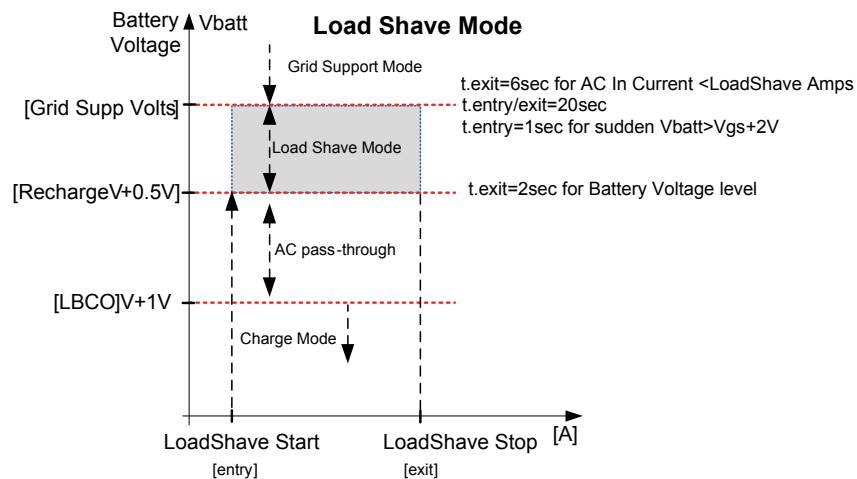 Load Shave Mode
Battery
Voltage
Vbatt
Grid Support Mode
[Grid Supp Volts]
t.exit=6sec for AC In Current <LoadShave Amps
t.entry/exit=20sec
t.entry=1sec for sudden Vbatt>Vgs+2V
Load Shave Mode
[RechargeV+0.5V]
t.exit=2sec for Battery Voltage level
AC pass-through
[LBCO]V+1V
Charge Mode
LoadShave Start
[entry]
LoadShave Stop
[exit]
[A]